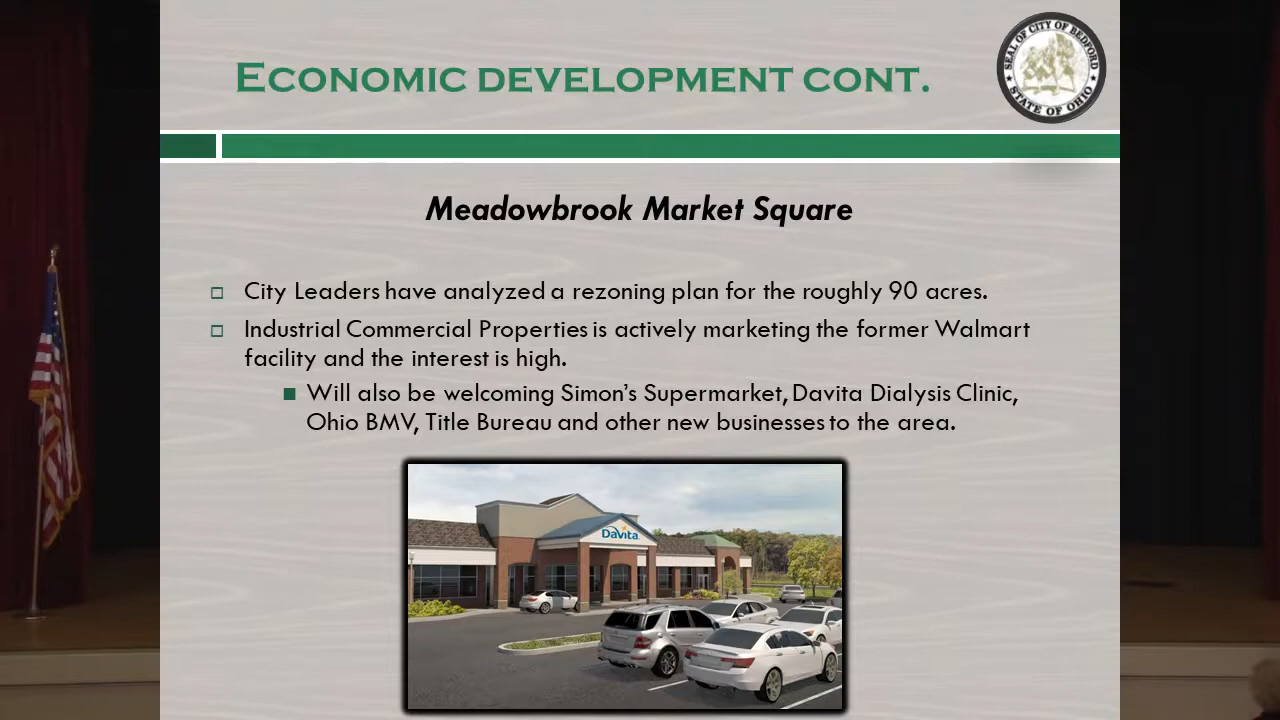 Economic development cont.
SEAL OF CITY OF BEDFORD
STATE OF OHIO
Meadowbrook Market Square
City Leaders have analyzed a rezoning plan for the roughly 90 acres.
Industrial Commercial Properties is actively marketing the former Walmart
facility and the interest is high.
Will also be welcoming Simon's Supermarket, Davita Dialysis Clinic,
Ohio BMV, Title Bureau and other new businesses to the area.
DaVita